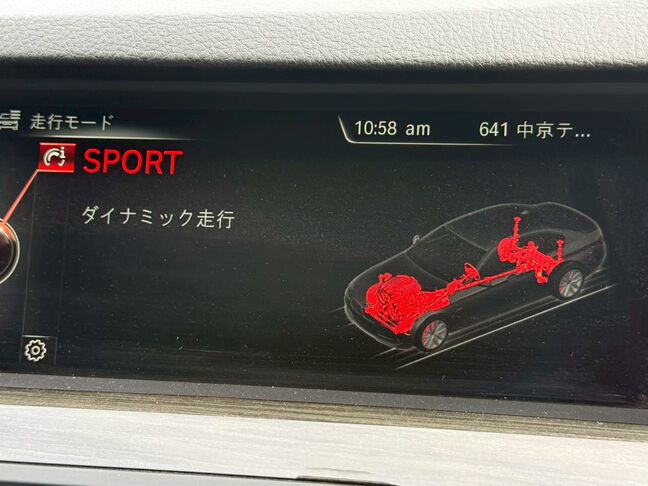 走行モード
10:58 am
641 中京テ...
SPORT
ダイナミック走行